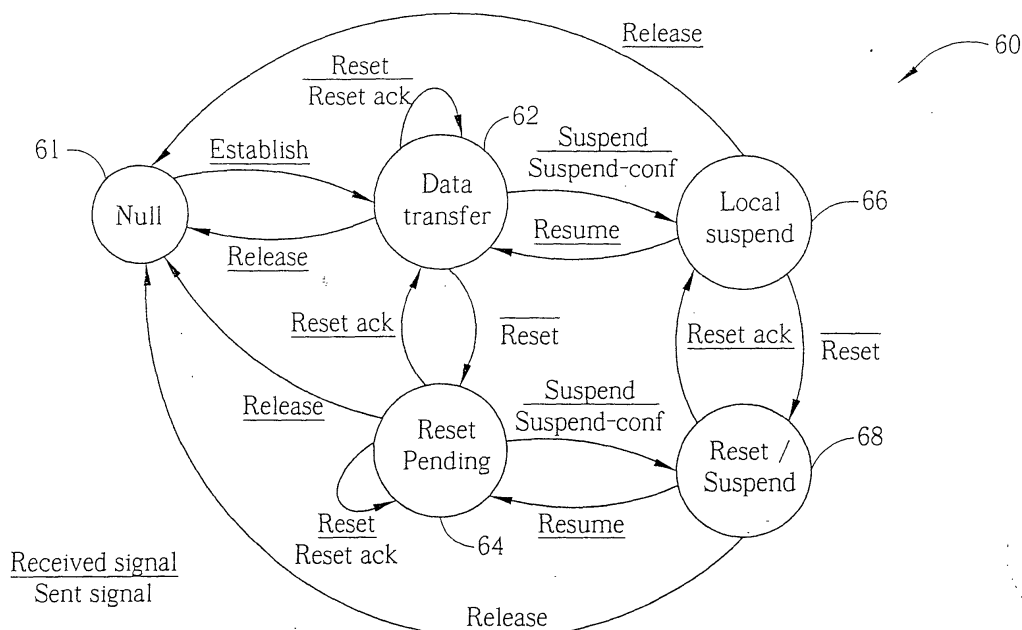 Release
60
Reset
Reset ack
62
61
Establish
Suspend
Suspend-conf
Null
Data
transfer
Local
suspend
66
Resume
Release
Reset ack
Reset
Reset ack
Reset
Suspend
Suspend-conf
Release
Reset
Pending
Reset /
Suspend
68
Resume
Reset
Reset ack
64
Received signal
Sent signal
Release